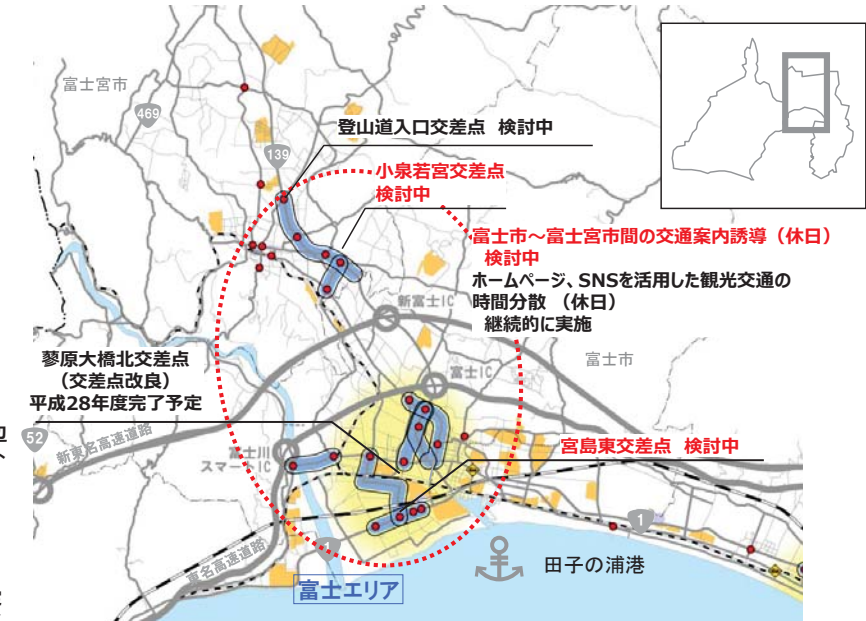 富士宮市
469
登山道入口交差点 検討中
139
小泉若宮交差点
検討中
富士市～富士宮市間の交通案内誘導（休日）
検討中
ホームページ、SNSを活用した観光交通の
時間分散 （休日）
継続的に実施
新富士IC
蓼原大橋北交差点
（交差点改良）
平成28年度完了予定
富士市
富士IC
52
新東名高速道路
富士川
スマートIC
宮島東交差点 検討中
東名高速道路
1
1
田子の浦港
富士エリア